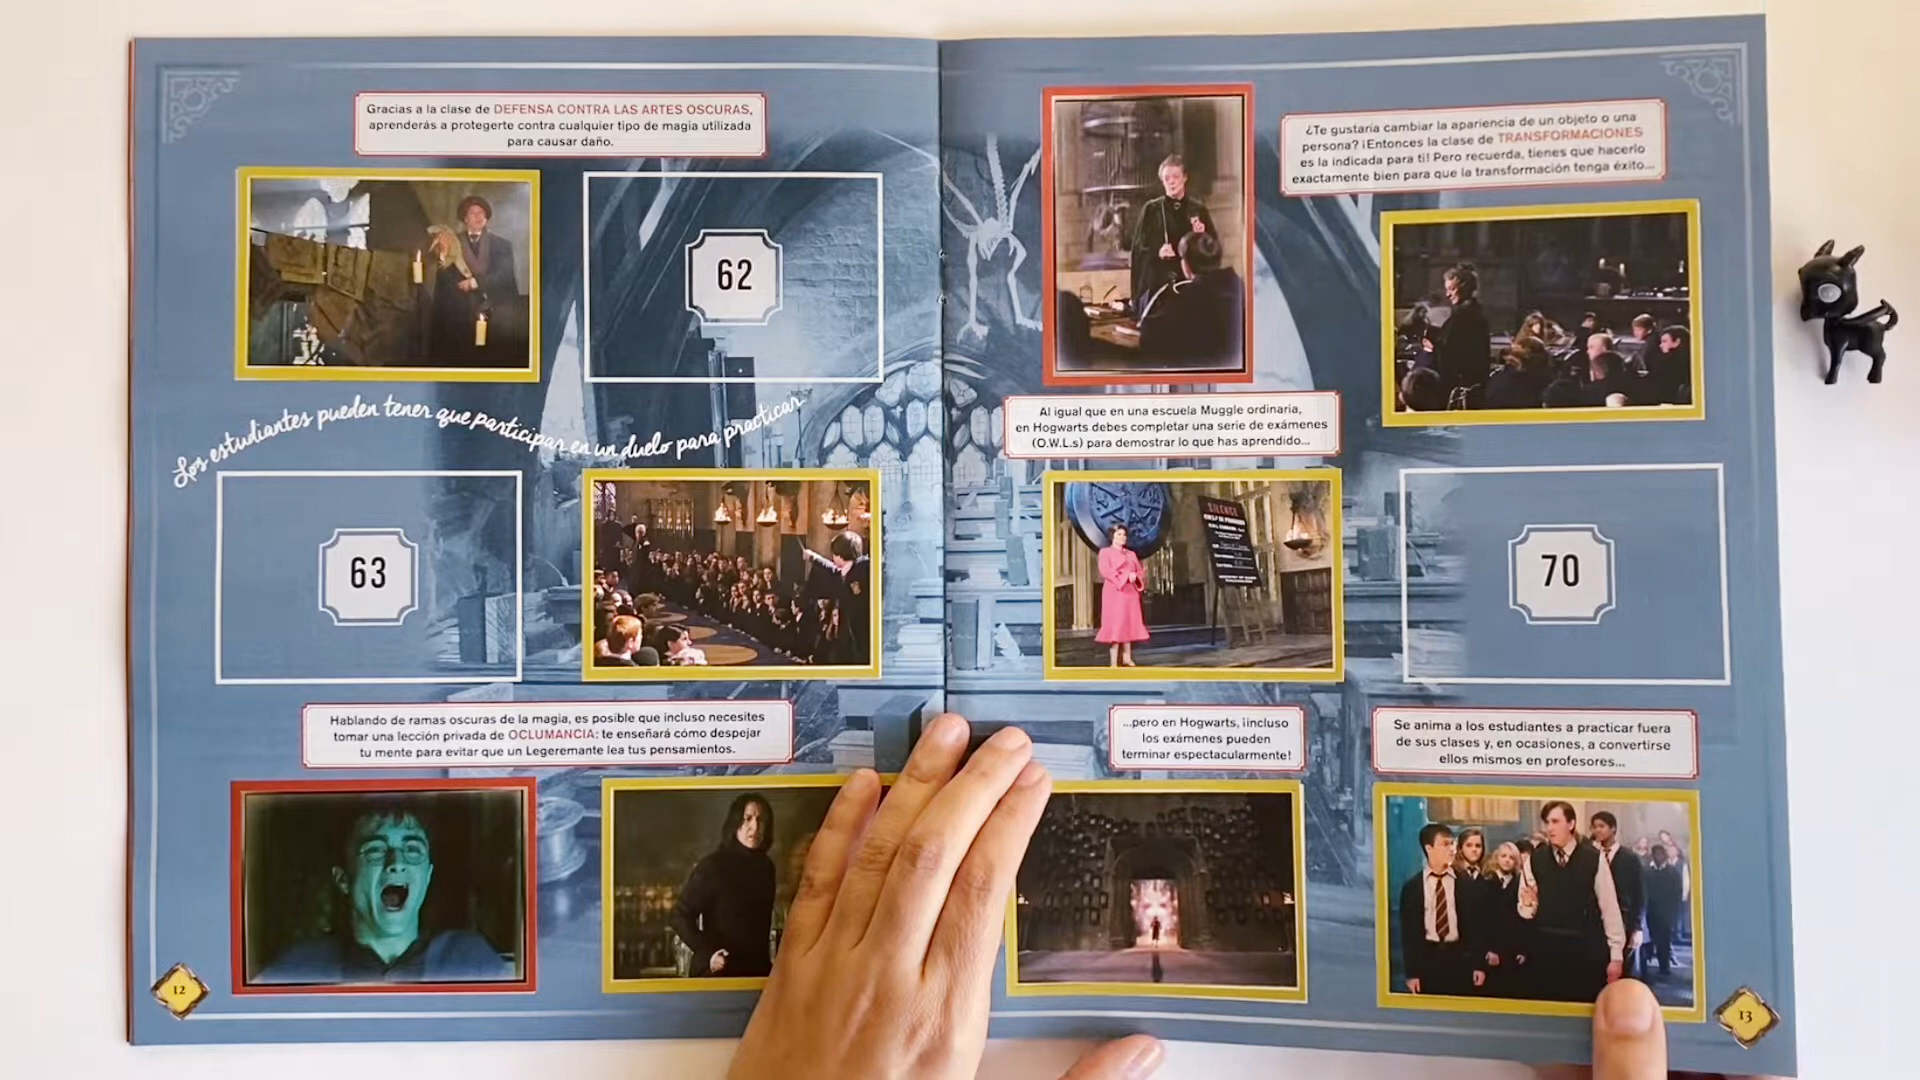 Gracias a la clase de DEFENSA CONTRA LAS ARTES OSCURAS,
aprenderás a protegerte contra cualquier tipo de magia utilizada
para causar daño.
62
Los estudiantes pueden tener que participar en un duelo para practicar
63
Hablando de ramas oscuras de la magia, es posible que incluso necesites
tomar una lección privada de OCLUMANCIA: te enseñará cómo despejar
tu mente para evitar que un Legeremante lea tus pensamientos.
12
¿Te gustaría cambiar la apariencia de un objeto o una
persona? ¡Entonces la clase de TRANSFORMACIONES
es la indicada para ti! Pero recuerda, tienes que hacerlo
exactamente bien para que la transformación tenga éxito...
Al igual que en una escuela Muggle ordinaria,
en Hogwarts debes completar una serie de exámenes
(O.W.L.s) para demostrar lo que has aprendido...
SILENCE
70
...pero en Hogwarts, ¡incluso
los exámenes pueden
terminar espectacularmente!
Se anima a los estudiantes a practicar fuera
de sus clases y, en ocasiones, a convertirse
ellos mismos en profesores...
13